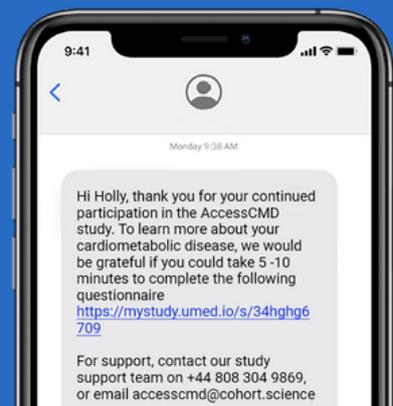 9:41
Monday 9:38 AM
Hi Holly, thank you for your continued
participation in the AccessCMD
study. To learn more about your
cardiometabolic disease, we would
be grateful if you could take 5 -10
minutes to complete the following
questionnaire
https://mystudy.umed.io/s/34hghg6
709
For support, contact our study
support team on +44 808 304 9869,
or email accesscmd@cohort.science